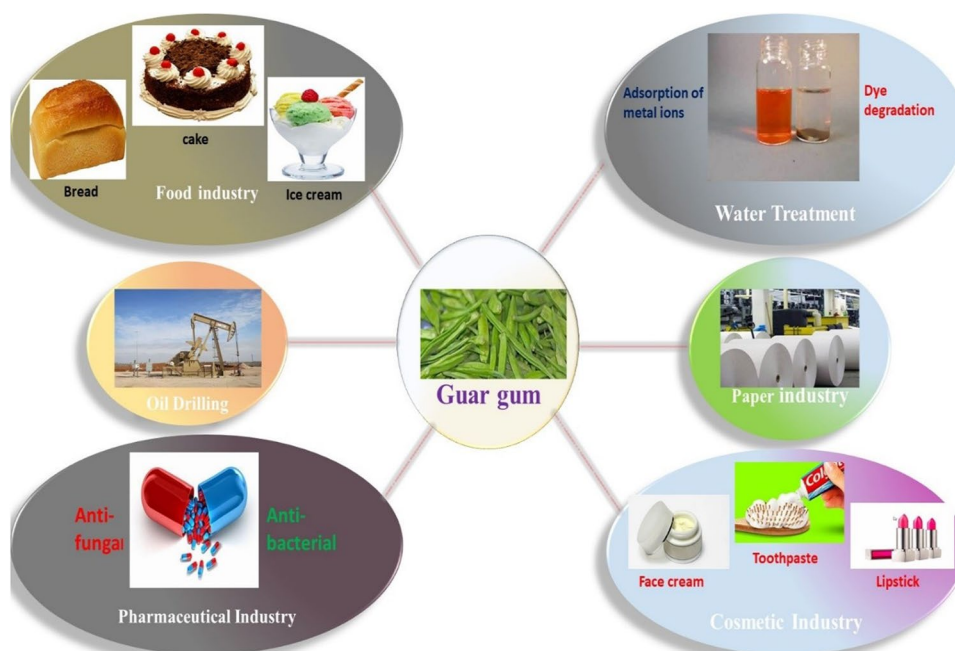 cake
Bread
Ice cream
Food industry
Adsorption of
metal ions
Dye
degradation
Water Treatment
Oil Drilling
Guar gum
Paper industry
Anti-
fungal
Anti-
bacterial
Pharmaceutical Industry
Col
Face cream
Toothpaste
Lipstick
Cosmetic Industry